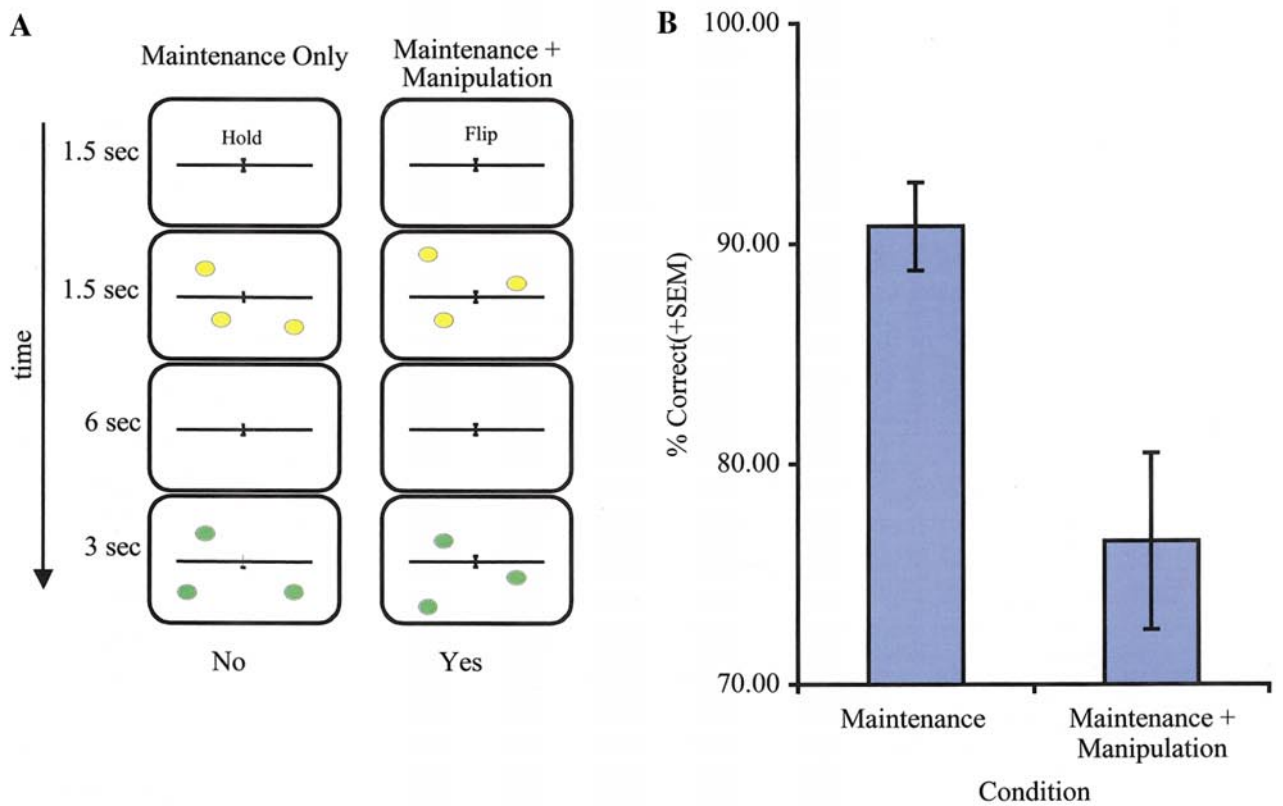 A
Maintenance Only
Maintenance +
Manipulation
time
1.5 sec
Hold
Flip
1.5 sec
6 sec
3 sec
No
Yes
B
% Correct(+SEM)
100.00
90.00
80.00
70.00
Maintenance
Maintenance +
Manipulation
Condition